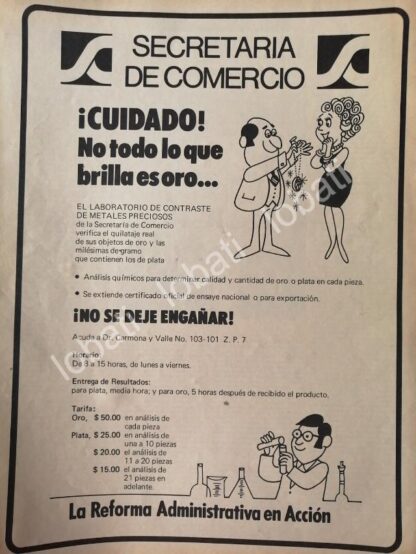 SECRETARIA
DE COMERCIO
¡CUIDADO!
No todo lo que
brilla es oro...
EL LABORATORIO DE CONTRASTE
DE METALES PRECIOSOS
de la Secretaría de Comercio
verifica el quilataje real
de sus objetos de oro y las
milésimas de gramo
que contienen los de plata
● Análisis químicos para determinar calidad y cantidad de oro o plata en cada pieza.
● Se extiende certificado oficial de ensaye nacional o para exportación.
¡NO SE DEJE ENGAÑAR!
Acuda a Dr. Carmona y Valle No. 103-101 Z. P. 7
Horario:
De 8 a 15 horas, de lunes a viernes.
Entrega de Resultados:
para plata, media hora; y para oro, 5 horas después de recibido el producto.
Tarifa:
Oro, $ 50.00 en análisis de
cada pieza
Plata, $ 25.00 en análisis de
una a 10 piezas
$ 20.00 el análisis de
11 a 20 piezas
$ 15.00 el análisis de
21 piezas en
adelante.
La Reforma Administrativa en Acción
lobati lobati lobati